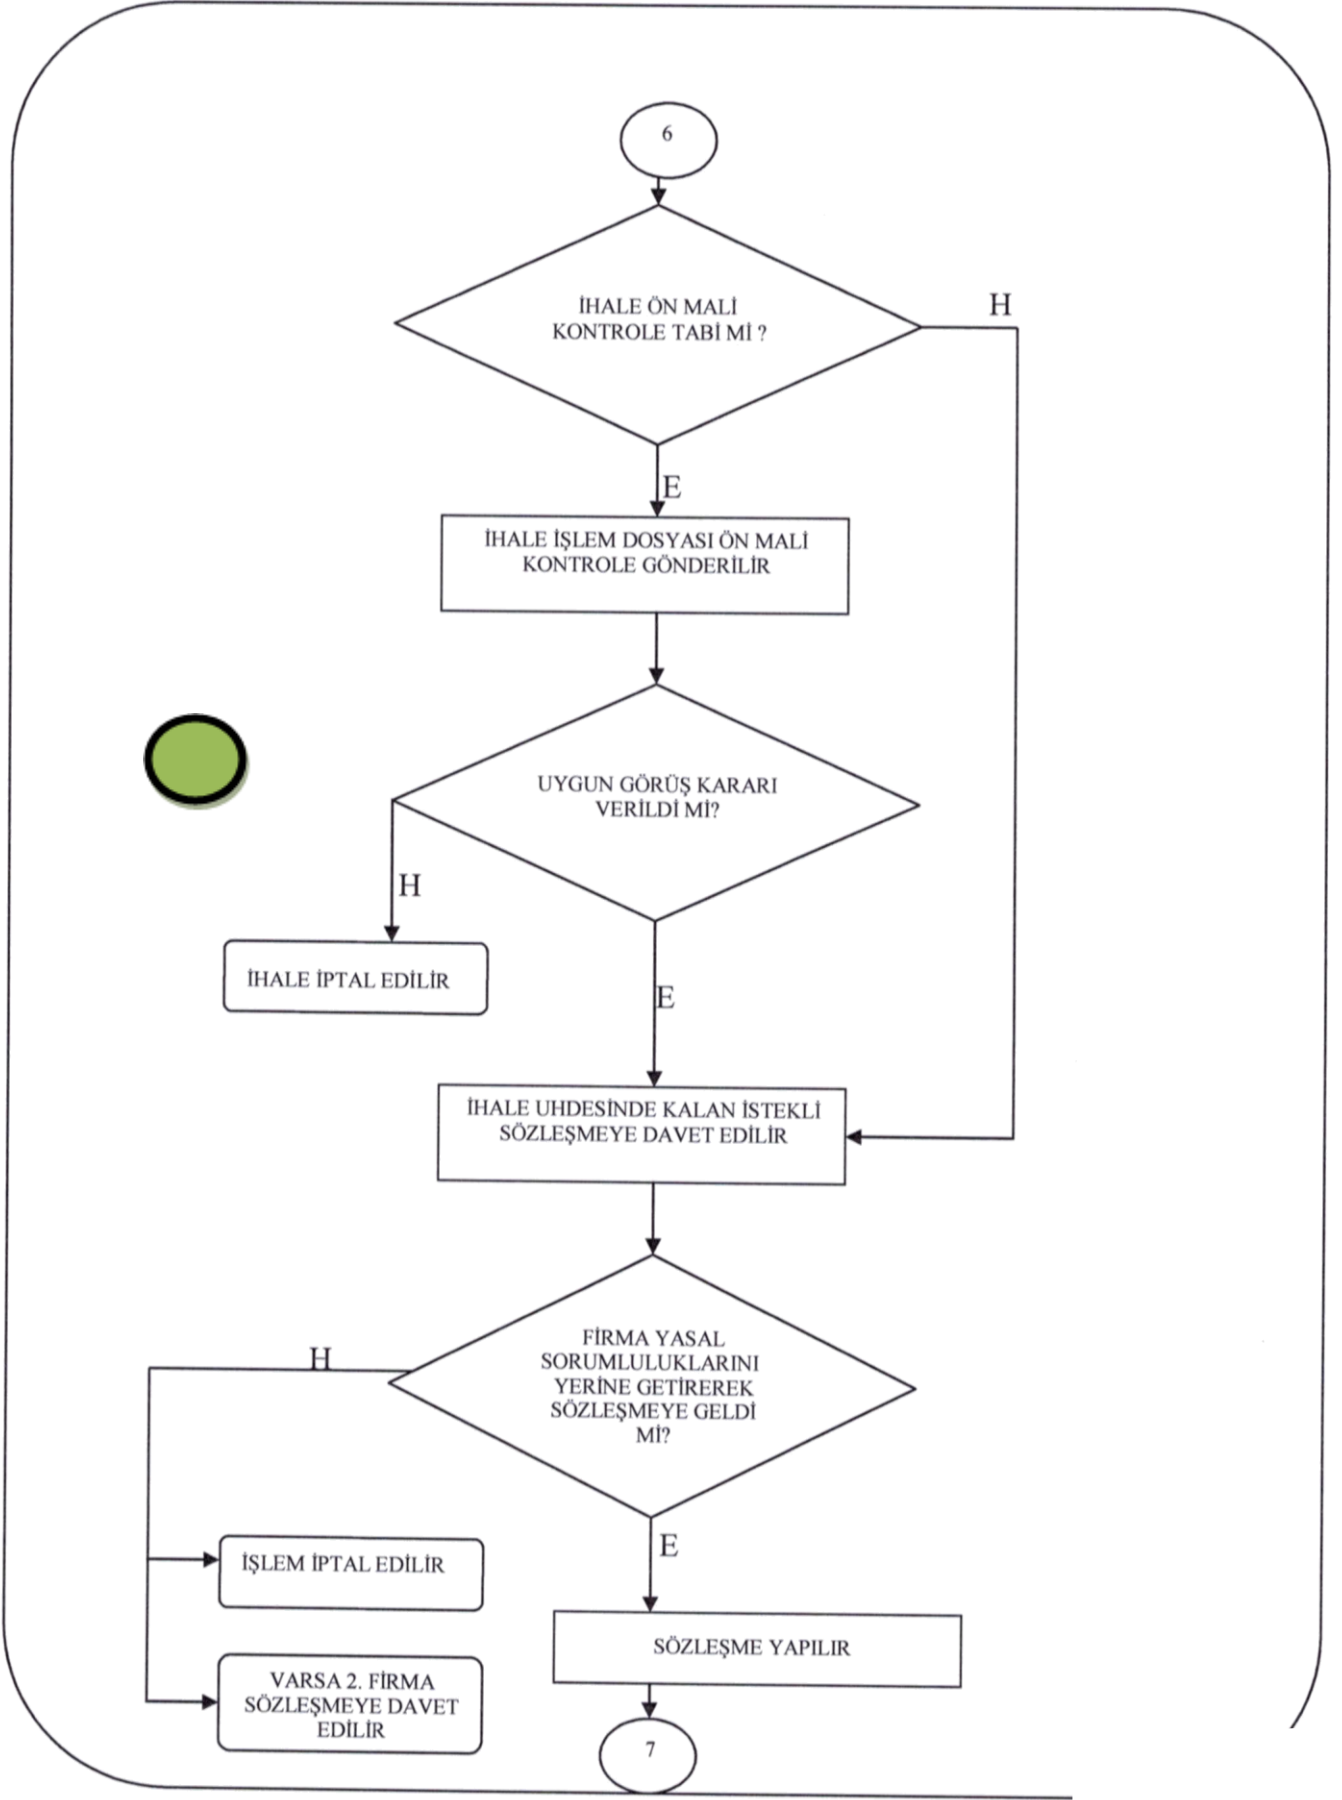 6
İHALE ÖN MALİ
KONTROLE TABİ Mİ ?
H
E
İHALE İŞLEM DOSYASI ÖN MALİ
KONTROLE GÖNDERİLİR
UYGUN GÖRÜŞ KARARI
VERİLDİ Mİ?
H
İHALE İPTAL EDİLİR
E
İHALE UHDESİNDE KALAN İSTEKLİ
SÖZLEŞMEYE DAVET EDİLİR
FİRMA YASAL
SORUMLULUKLARINI
YERİNE GETİREREK
SÖZLEŞMEYE GELDİ
Mİ?
H
E
İŞLEM İPTAL EDİLİR
SÖZLEŞME YAPILIR
VARSA 2. FİRMA
SÖZLEŞMEYE DAVET
EDİLİR
7